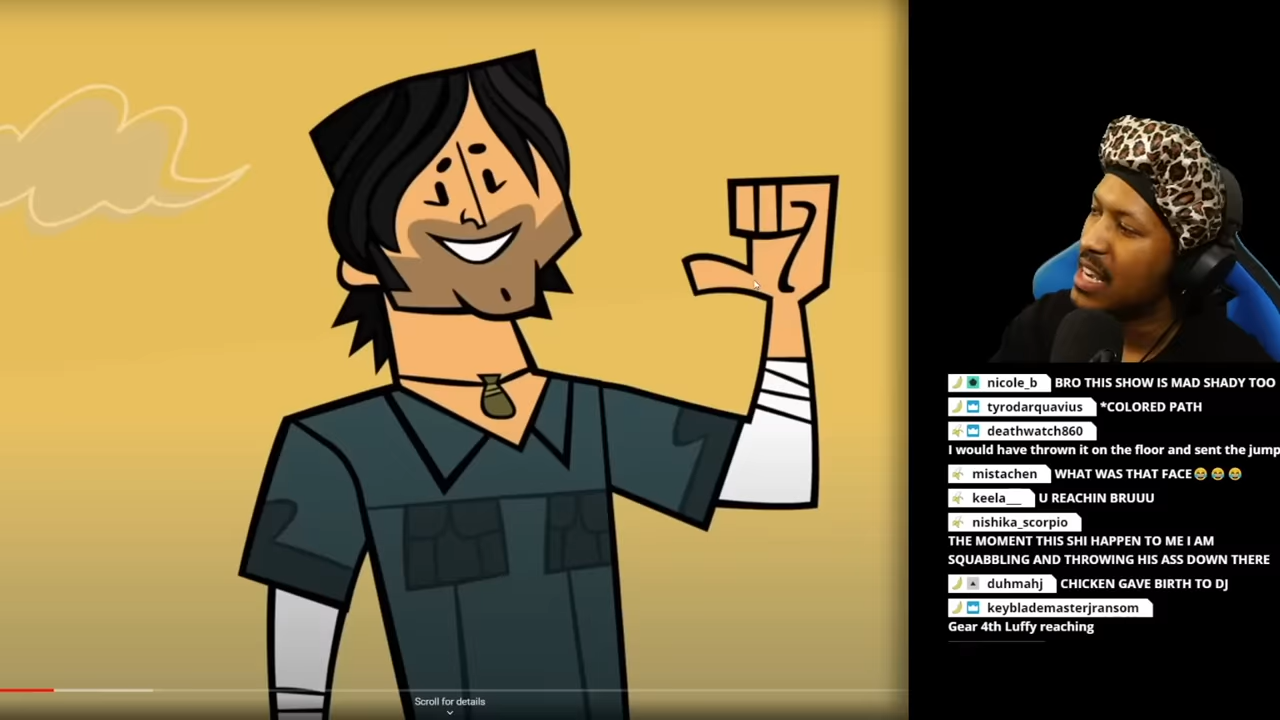 nicole_b BRO THIS SHOW IS MAD SHADY TOO
tyrodarquavius *COLORED PATH
deathwatch860
I would have thrown it on the floor and sent the jump
mistachen WHAT WAS THAT FACE😂😂😂
keela___ U REACHIN BRUUU
nishika_scorpio
THE MOMENT THIS SHI HAPPEN TO ME I AM
SQUABBLING AND THROWING HIS ASS DOWN THERE
duhmahj CHICKEN GAVE BIRTH TO DJ
keyblademasterjransom
Gear 4th Luffy reaching
Scroll for details